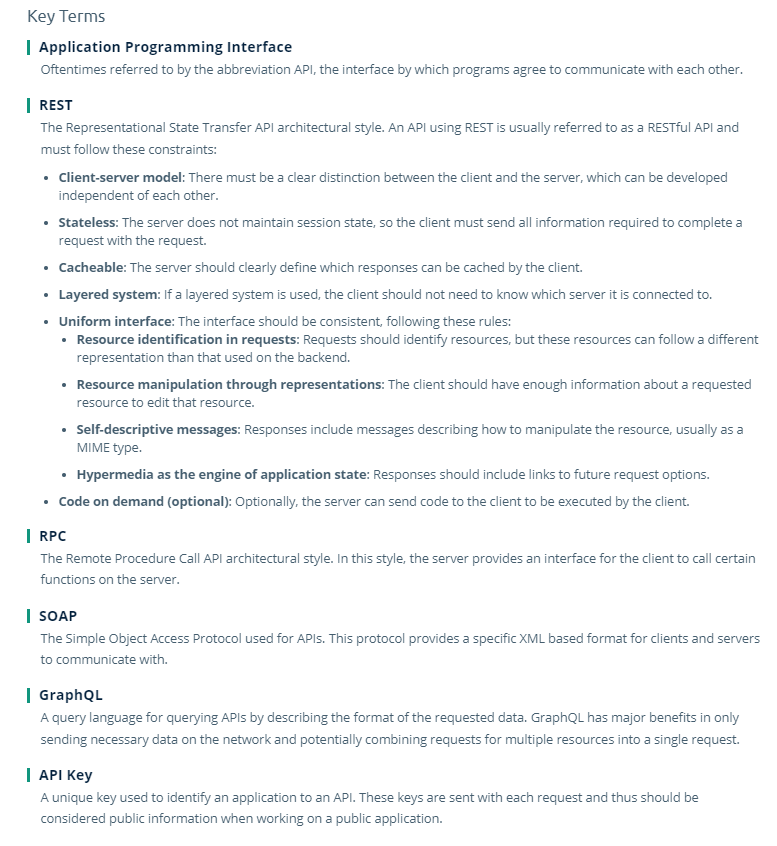 Key Terms
Application Programming Interface
Oftentimes referred to by the abbreviation API, the interface by which programs agree to communicate with each other.
REST
The Representational State Transfer API architectural style. An API using REST is usually referred to as a RESTful API and
must follow these constraints:
• Client-server model: There must be a clear distinction between the client and the server, which can be developed
independent of each other.
• Stateless: The server does not maintain session state, so the client must send all information required to complete a
request with the request.
• Cacheable: The server should clearly define which responses can be cached by the client.
• Layered system: If a layered system is used, the client should not need to know which server it is connected to.
• Uniform interface: The interface should be consistent, following these rules:
• Resource identification in requests: Requests should identify resources, but these resources can follow a different
representation than that used on the backend.
• Resource manipulation through representations: The client should have enough information about a requested
resource to edit that resource.
• Self-descriptive messages: Responses include messages describing how to manipulate the resource, usually as a
MIME type.
• Hypermedia as the engine of application state: Responses should include links to future request options.
• Code on demand (optional): Optionally, the server can send code to the client to be executed by the client.
RPC
The Remote Procedure Call API architectural style. In this style, the server provides an interface for the client to call certain
functions on the server.
SOAP
The Simple Object Access Protocol used for APIs. This protocol provides a specific XML based format for clients and servers
to communicate with.
GraphQL
A query language for querying APIs by describing the format of the requested data. GraphQL has major benefits in only
sending necessary data on the network and potentially combining requests for multiple resources into a single request.
API Key
A unique key used to identify an application to an API. These keys are sent with each request and thus should be
considered public information when working on a public application.